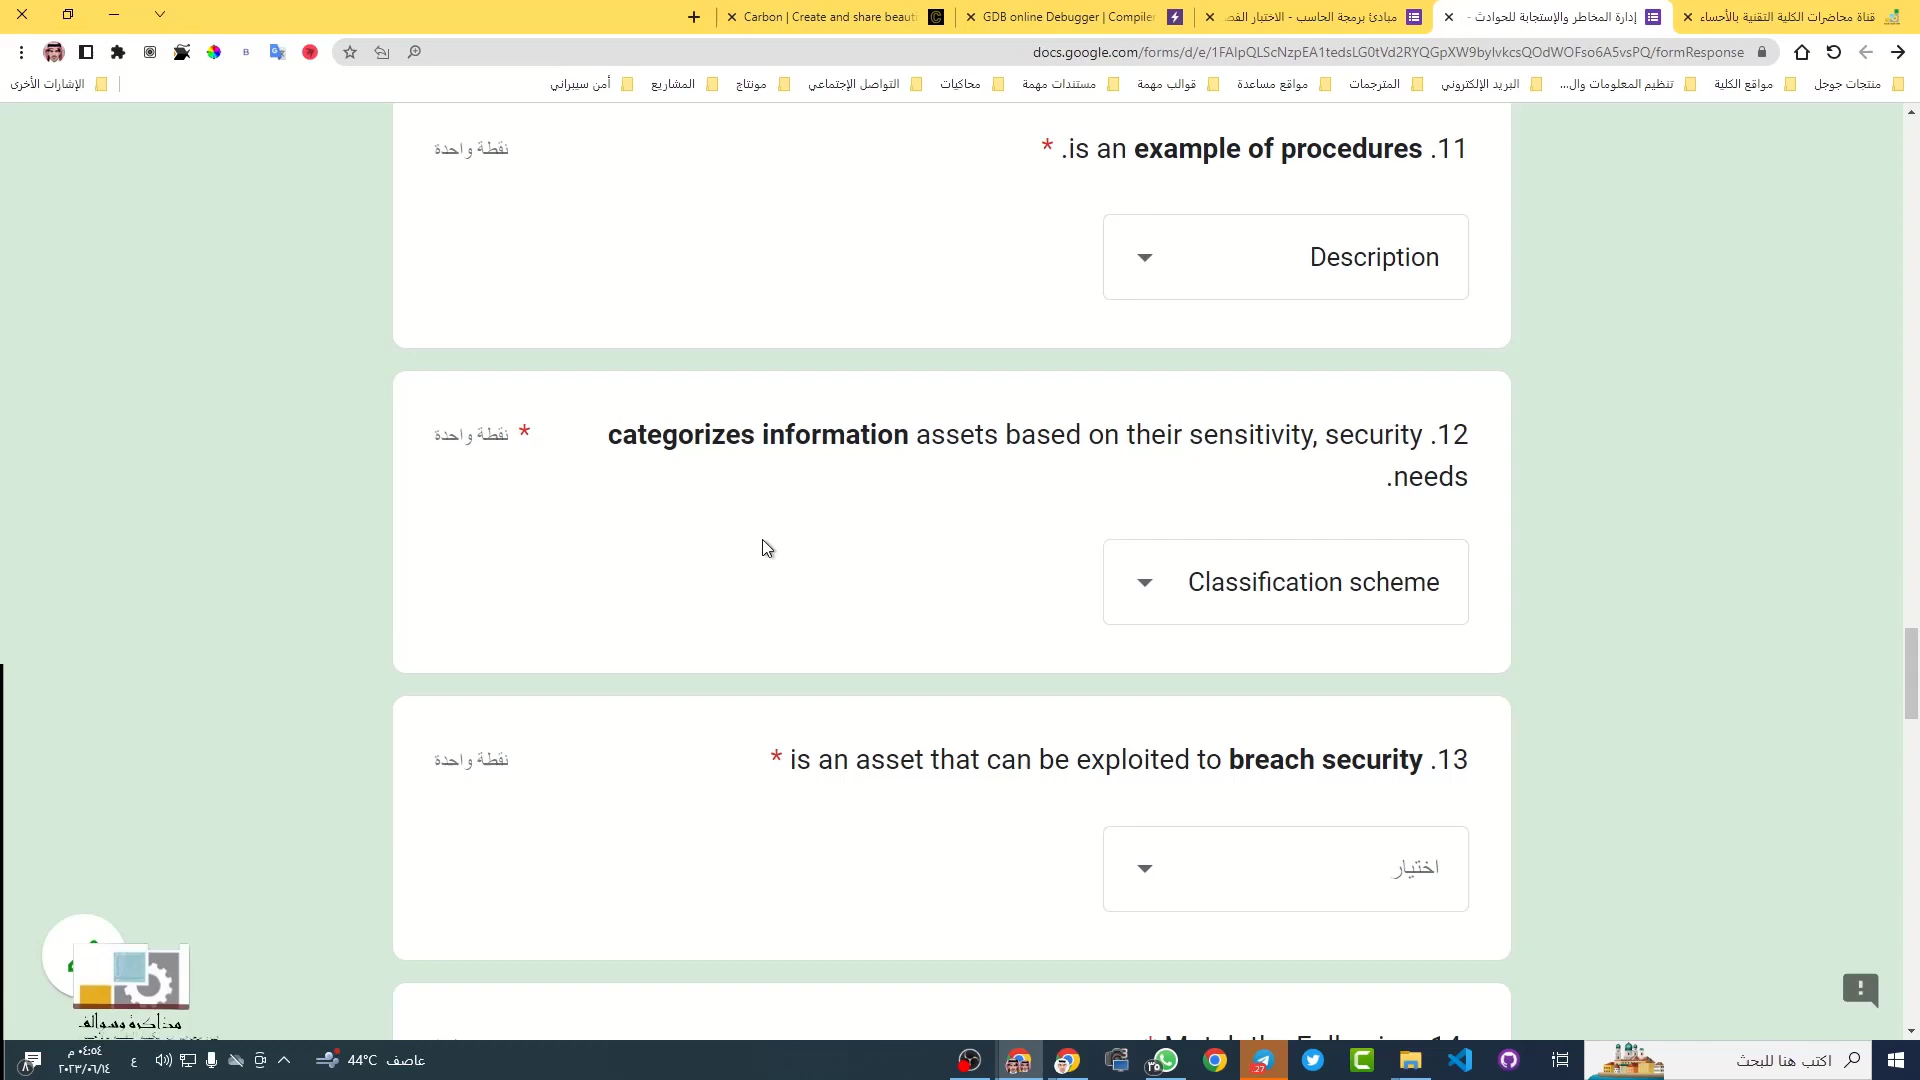 قناة محاضرات الكلية التقنية بالأحساء
إدارة المخاطر والإستجابة للحوادث -
مبادئ برمجة الحاسب - الاختبار الفص
GDB online Debugger | Compiler
Carbon | Create and share beauti
docs.google.com/forms/d/e/1FAIpQLScNzpEA1tedsLG0tVd2RYQGpXW9bylvkcsQOdWOFso6A5vsPQ/formResponse
منتجات جوجل
مواقع الكلية
تنظيم المعلومات وال...
البريد الإلكتروني
المترجمات
مواقع مساعدة
قوالب مهمة
مستندات مهمة
محاكيات
التواصل الإجتماعي
مونتاج
المشاريع
أمن سيبراني
الإشارات الأخرى
* .is an example of procedures .11
نقطة واحدة
Description
categorizes information assets based on their sensitivity, security .12
.needs
* نقطة واحدة
Classification scheme
* is an asset that can be exploited to breach security .13
نقطة واحدة
اختيار
مذاكرة وسوالف
اكتب هنا للبحث
27
44°C عاصف
ع
٠٤:٥٤ م
٢٠٢٣/٠٦/١٤